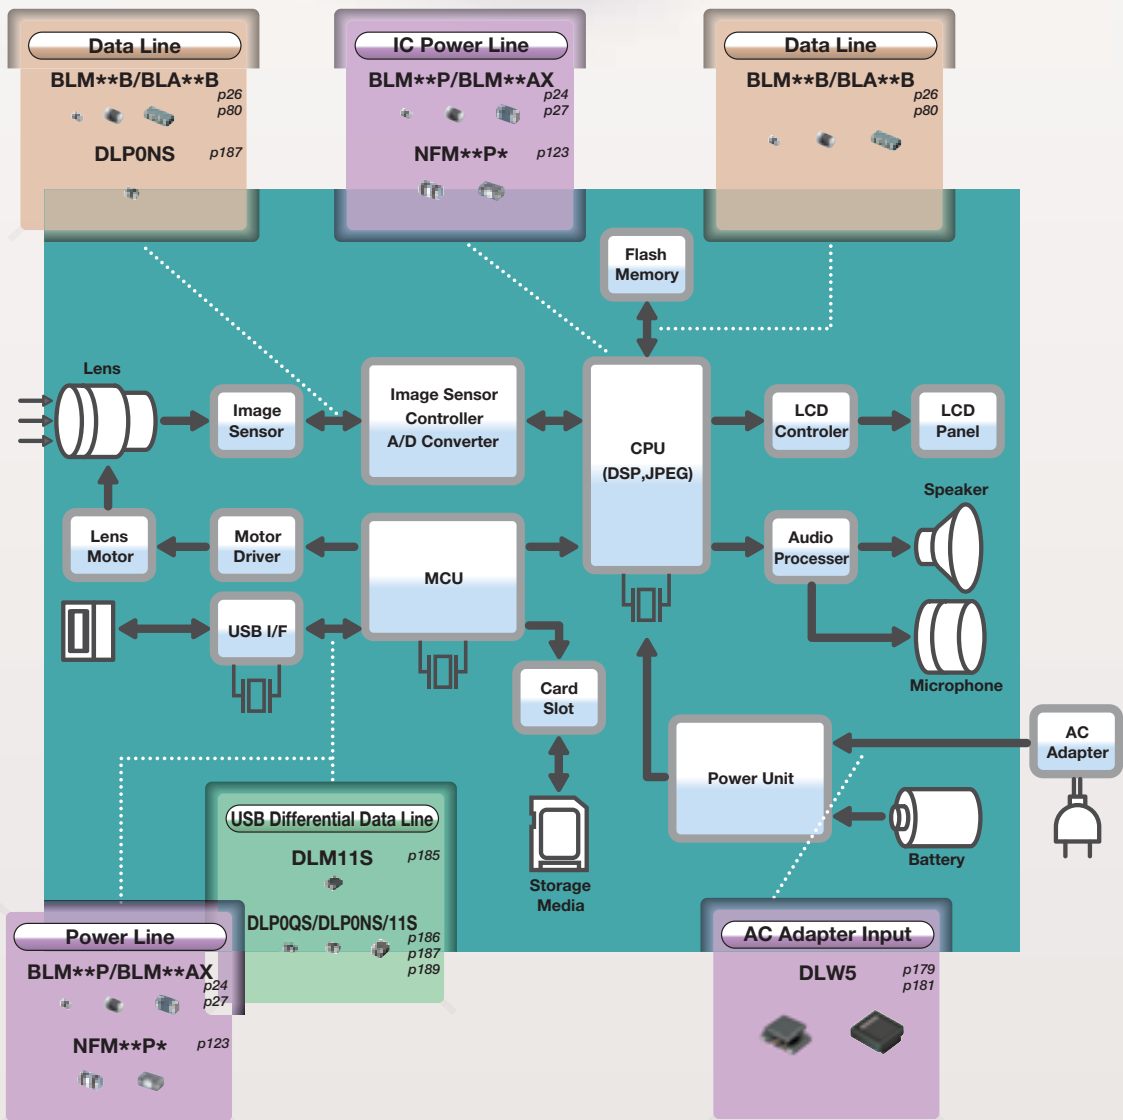 Data Line
BLM**B/BLA**B
p26
p80
DLP0NS p187
IC Power Line
BLM**P/BLM**AX
p24
p27
NFM**P* p123
Data Line
BLM**B/BLA**B
p26
p80
Flash
Memory
Lens
Image
Sensor
Image Sensor
Controller
A/D Converter
CPU
(DSP,JPEG)
LCD
Controler
LCD
Panel
Speaker
Lens
Motor
Motor
Driver
MCU
Audio
Processer
USB I/F
Microphone
Card
Slot
Power Unit
AC
Adapter
Battery
Storage
Media
USB Differential Data Line
DLM11S p185
DLP0QS/DLP0NS/11S
p186
p187
p189
Power Line
BLM**P/BLM**AX
p24
p27
NFM**P* p123
AC Adapter Input
DLW5 p179
p181